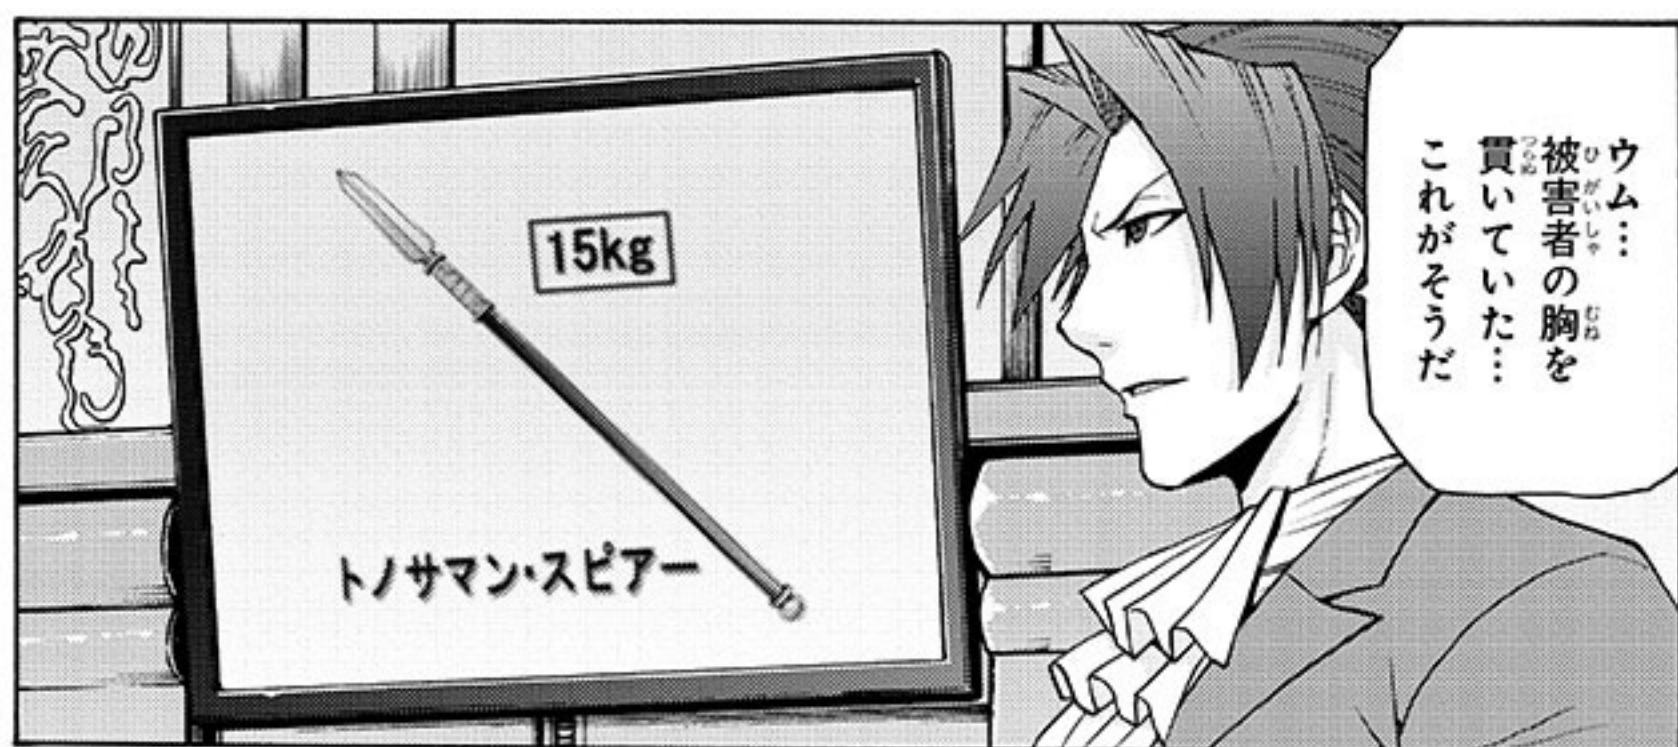 ウム…
被害者の胸を
貫いていた…
これがそうだ
15kg
トノサマン・スピアー